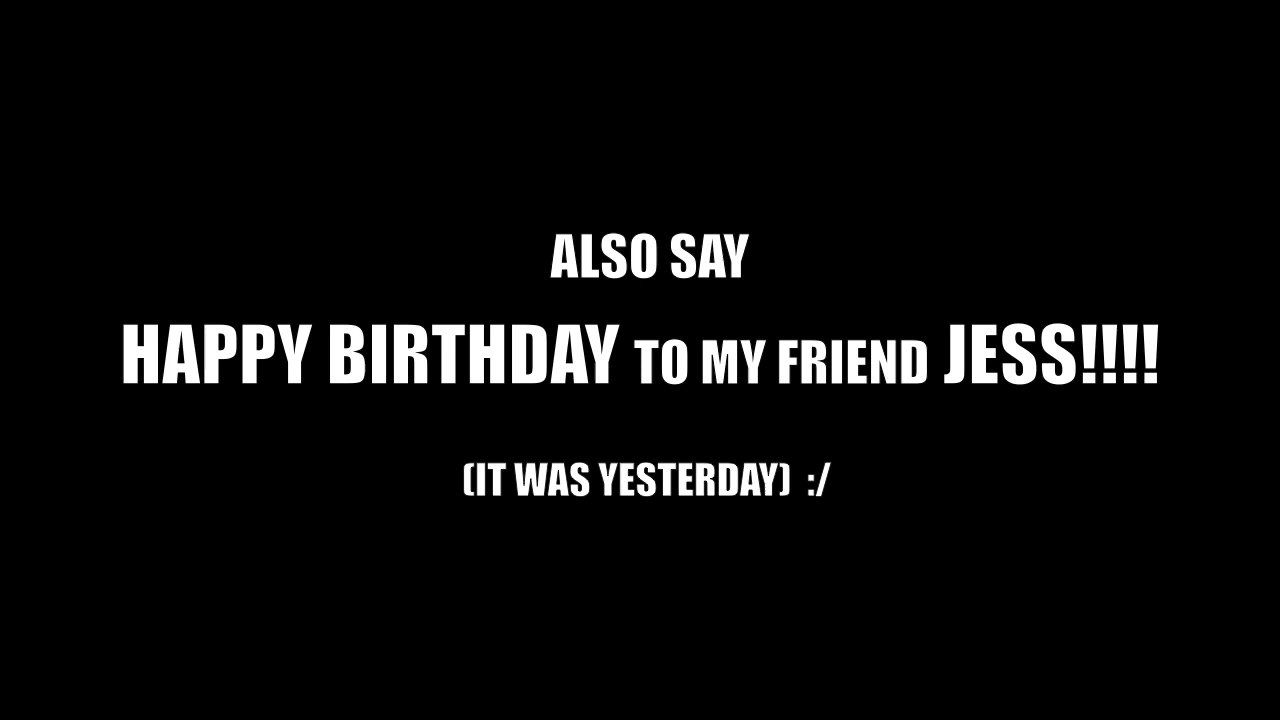 ALSO SAY
HAPPY BIRTHDAY TO MY FRIEND JESS!!!!
(IT WAS YESTERDAY) :/